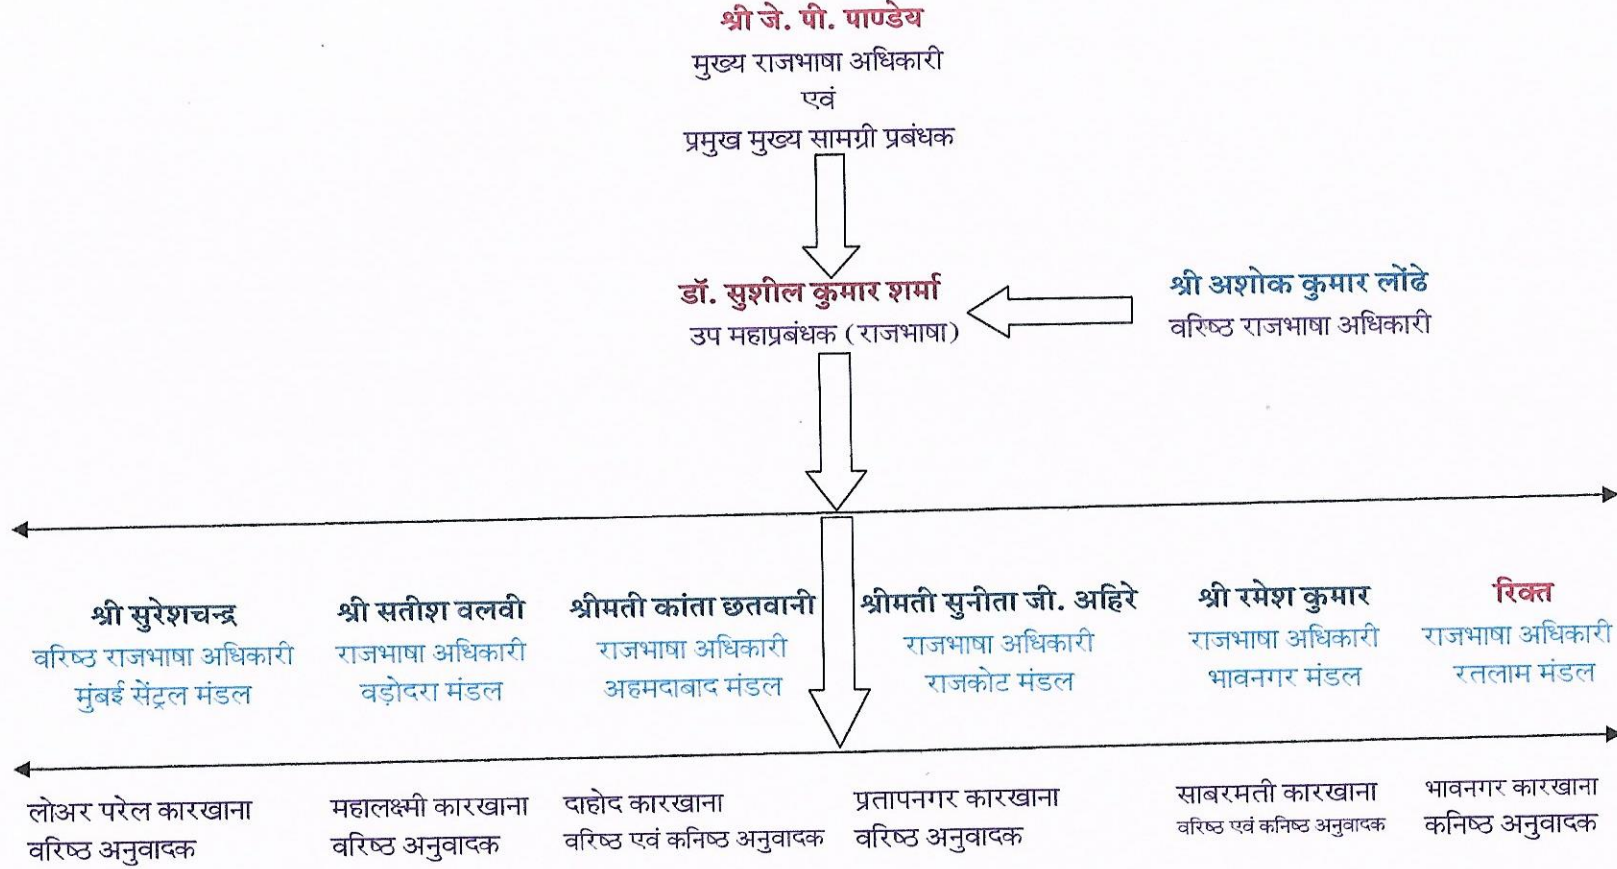 श्री जे. पी. पाण्डेय
मुख्य राजभाषा अधिकारी
एवं
प्रमुख मुख्य सामग्री प्रबंधक
डॉ. सुशील कुमार शर्मा
उप महाप्रबंधक (राजभाषा)
श्री अशोक कुमार लोंढे
वरिष्ठ राजभाषा अधिकारी
श्री सुरेशचन्द्र
वरिष्ठ राजभाषा अधिकारी
मुंबई सेंट्रल मंडल
श्री सतीश वलवी
राजभाषा अधिकारी
वड़ोदरा मंडल
श्रीमती कांता छतवानी
राजभाषा अधिकारी
अहमदाबाद मंडल
श्रीमती सुनीता जी. अहिरे
राजभाषा अधिकारी
राजकोट मंडल
श्री रमेश कुमार
राजभाषा अधिकारी
भावनगर मंडल
रिक्त
राजभाषा अधिकारी
रतलाम मंडल
लोअर परेल कारखाना
वरिष्ठ अनुवादक
महालक्ष्मी कारखाना
वरिष्ठ अनुवादक
दाहोद कारखाना
वरिष्ठ एवं कनिष्ठ अनुवादक
प्रतापनगर कारखाना
वरिष्ठ अनुवादक
साबरमती कारखाना
वरिष्ठ एवं कनिष्ठ अनुवादक
भावनगर कारखाना
कनिष्ठ अनुवादक